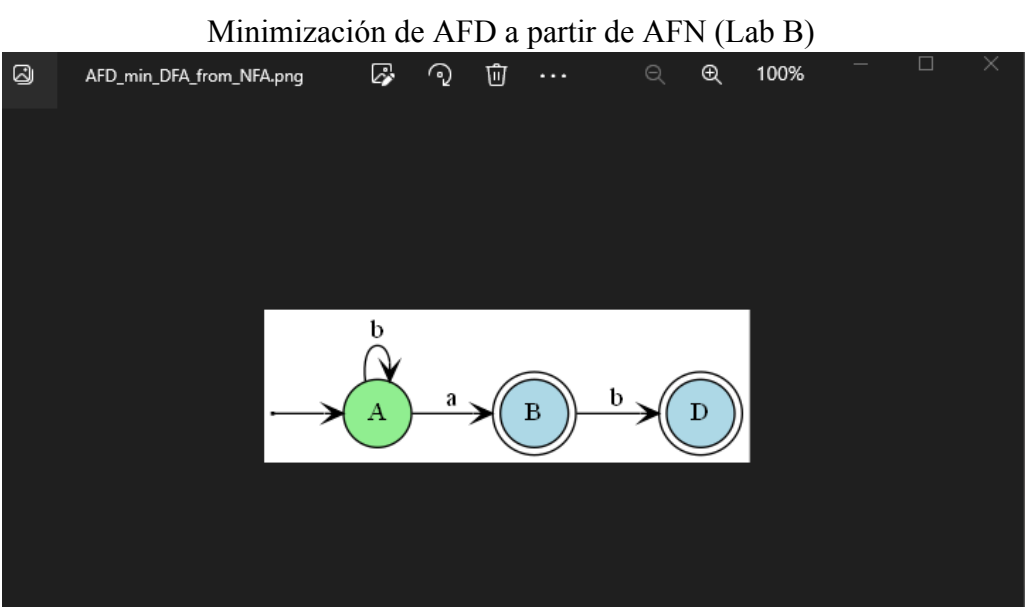 Minimización de AFD a partir de AFN (Lab B)
AFD_min_DFA_from_NFA.png ... 100%
b
A a B b D